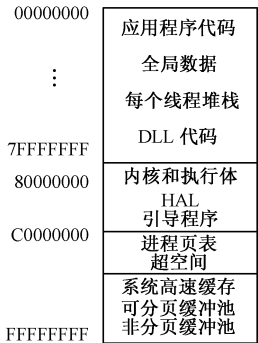 00000000
应用程序代码
全局数据
⋮
每个线程堆栈
DLL 代码
7FFFFFFF
80000000
内核和执行体
HAL
引导程序
C0000000
进程页表
超空间
系统高速缓存
可分页缓冲池
非分页缓冲池
FFFFFFFF